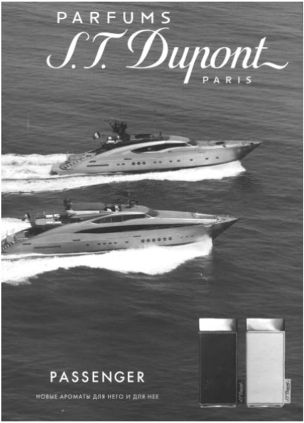 PARFUMS
S.T. Dupont
PARIS
PASSENGER
НОВЫЕ АРОМАТЫ ДЛЯ НЕГО И ДЛЯ НЕЕ